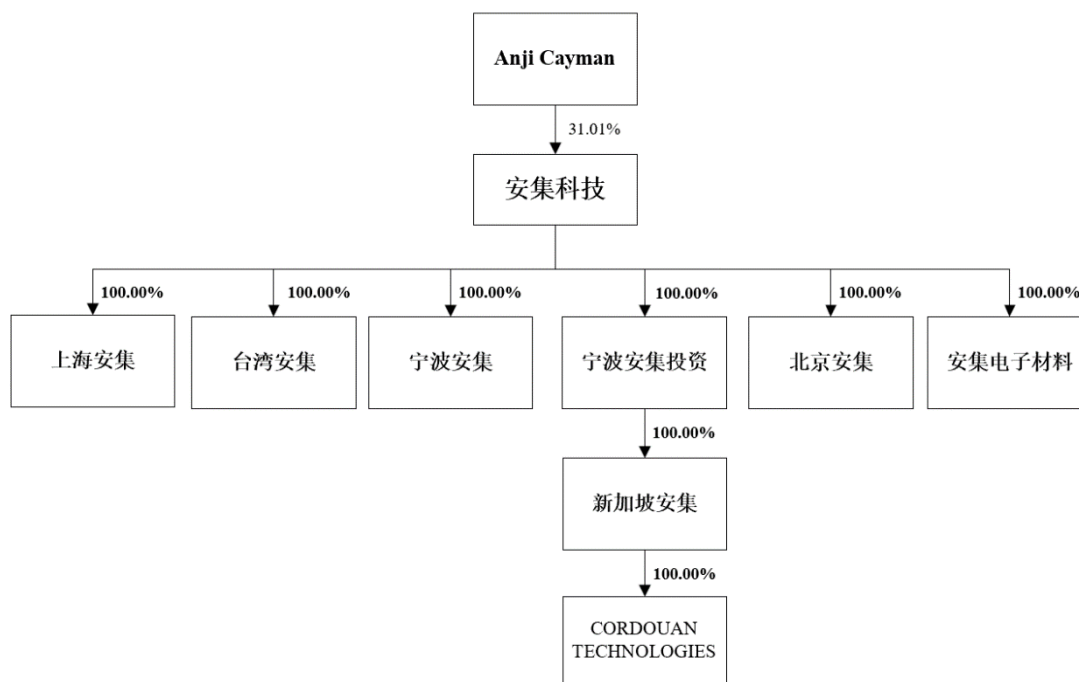 Anji Cayman
31.01%
安集科技
100.00%
100.00%
100.00%
100.00%
100.00%
100.00%
上海安集
台湾安集
宁波安集
宁波安集投资
北京安集
安集电子材料
100.00%
新加坡安集
100.00%
CORDOUAN
TECHNOLOGIES